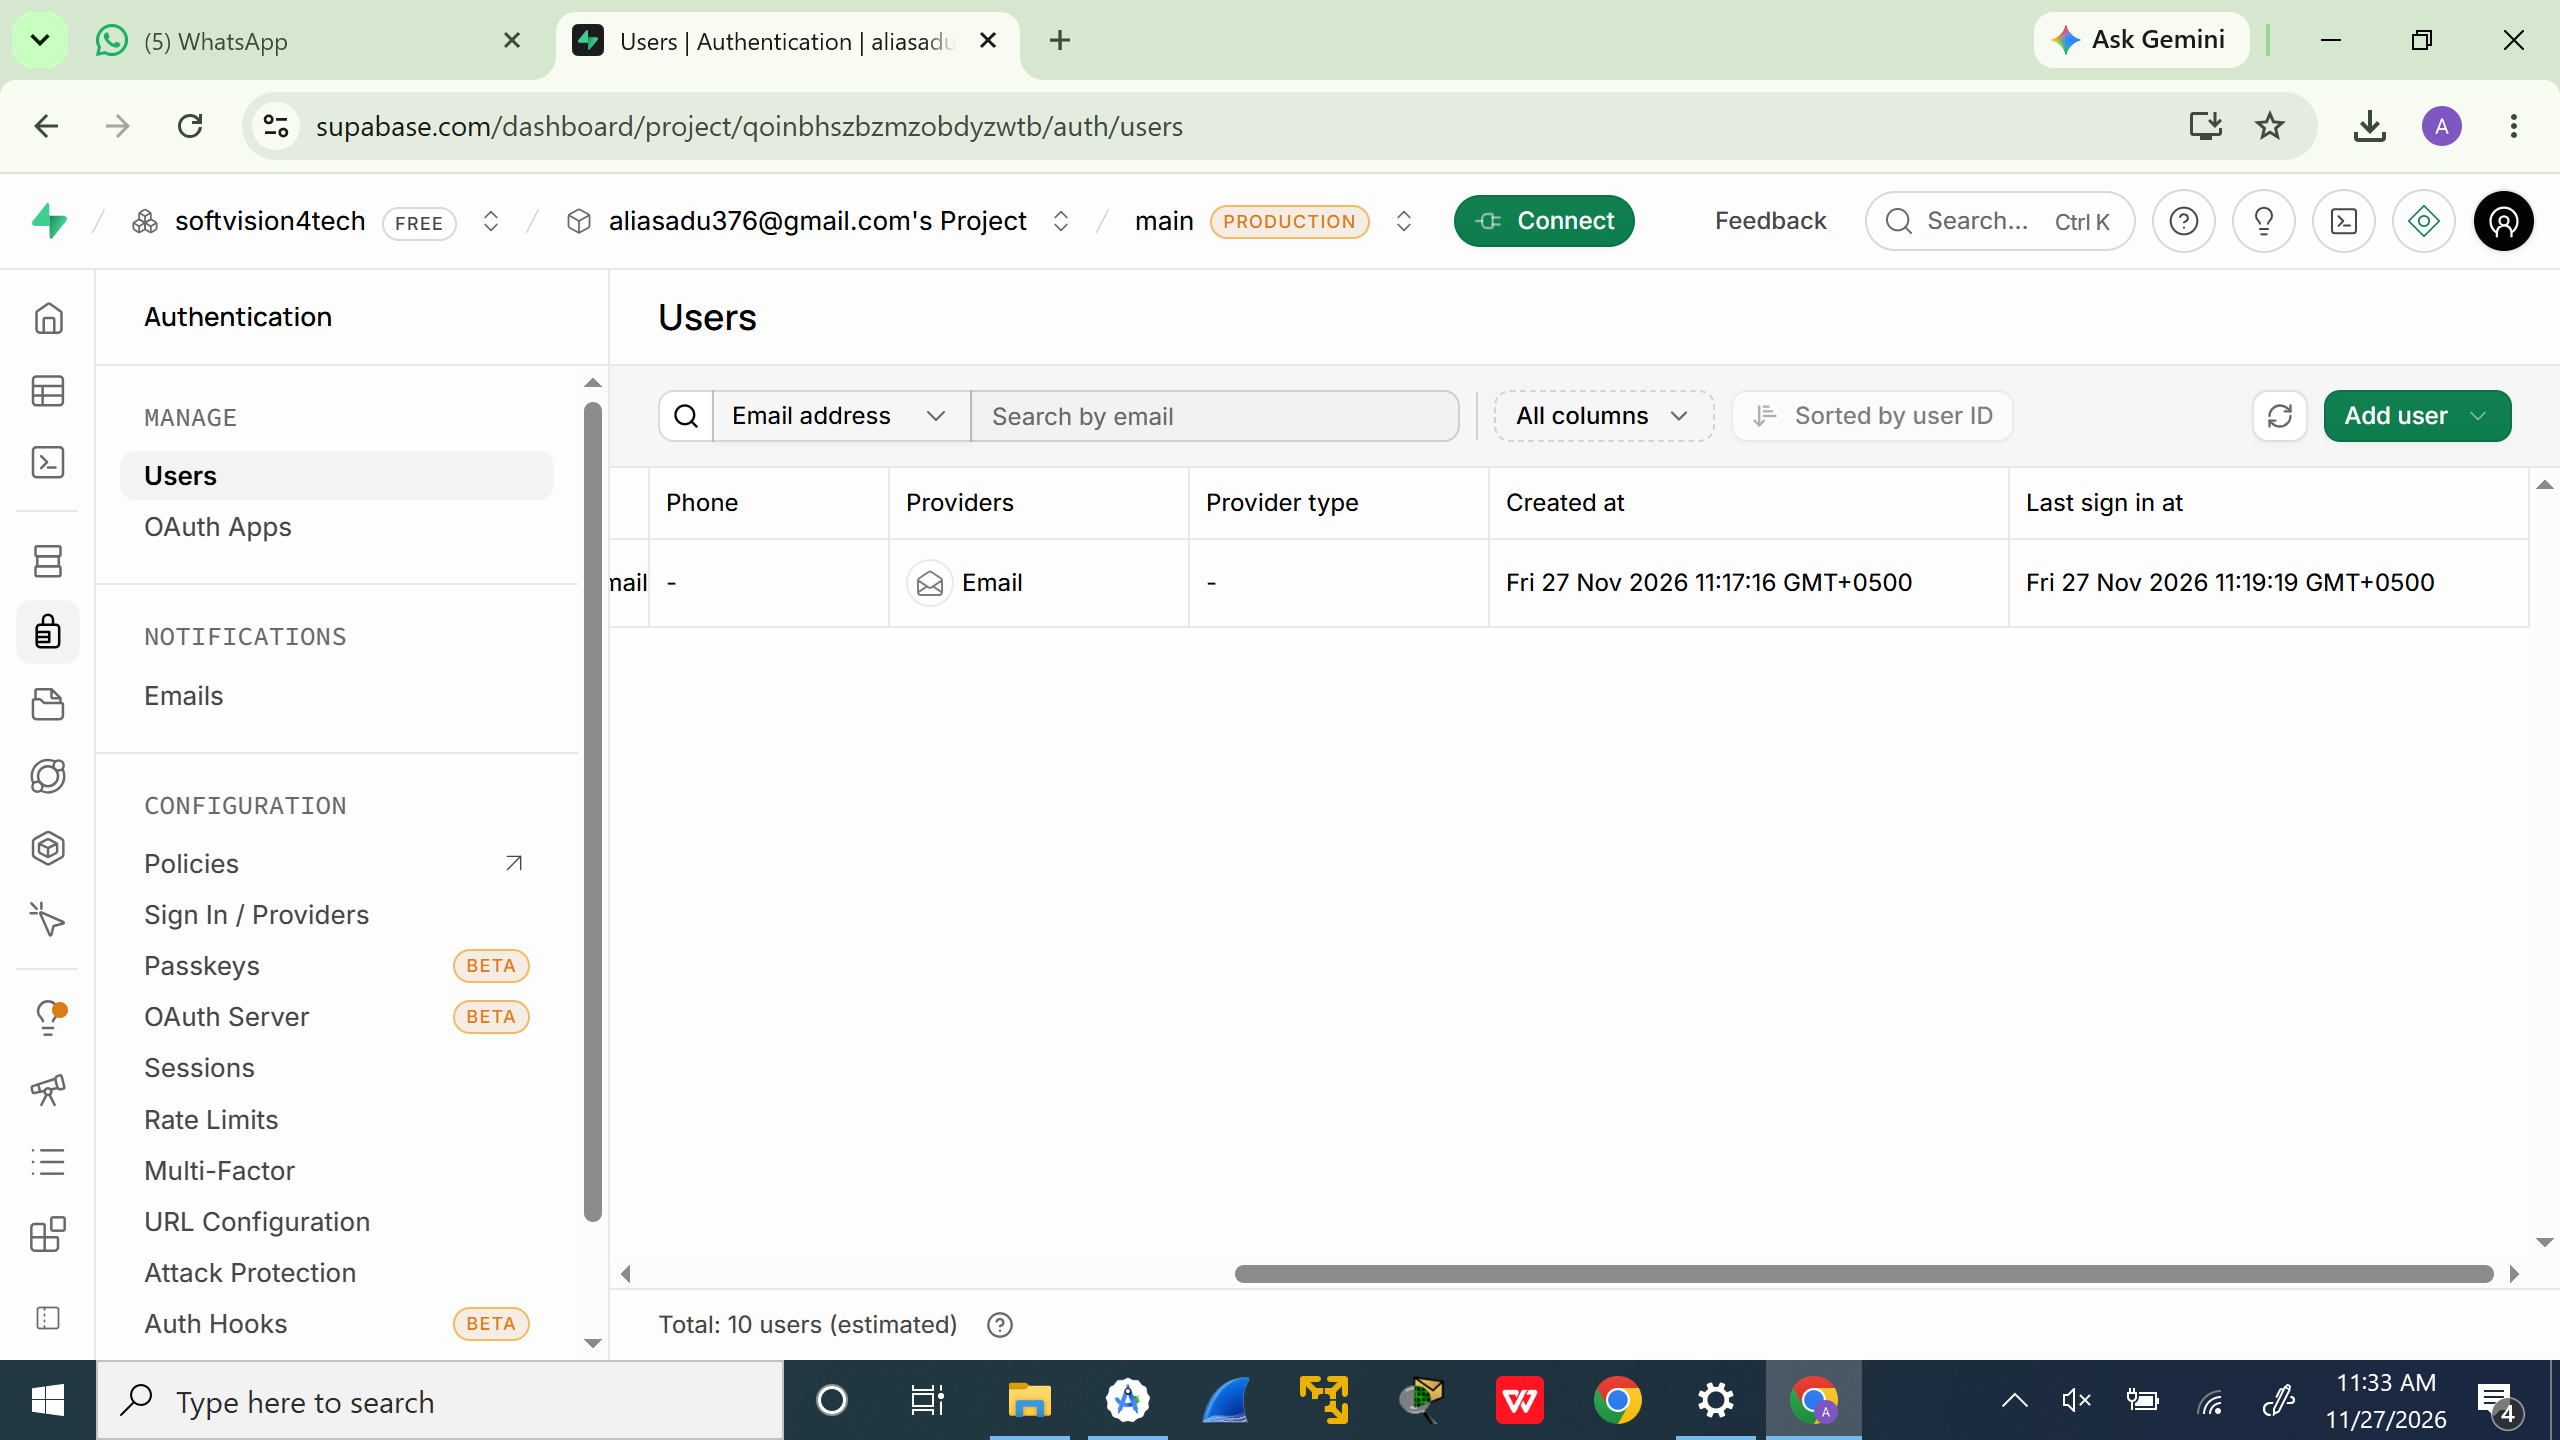 (5) WhatsApp
Users | Authentication | aliasadu
Ask Gemini
supabase.com/dashboard/project/qoinbhszbzmzobdyzwtb/auth/users
A
softvision4tech FREE
aliasadu376@gmail.com's Project
main PRODUCTION
Connect
Feedback
Search... Ctrl K
Authentication
MANAGE
Users
OAuth Apps
NOTIFICATIONS
Emails
CONFIGURATION
Policies
Sign In / Providers
Passkeys BETA
OAuth Server BETA
Sessions
Rate Limits
Multi-Factor
URL Configuration
Attack Protection
Auth Hooks BETA
Users
Email address
Search by email
All columns
Sorted by user ID
Add user
Phone Providers Provider type Created at Last sign in at
mail - Email - Fri 27 Nov 2026 11:17:16 GMT+0500 Fri 27 Nov 2026 11:19:19 GMT+0500
Total: 10 users (estimated)
Type here to search
A
11:33 AM
11/27/2026
4